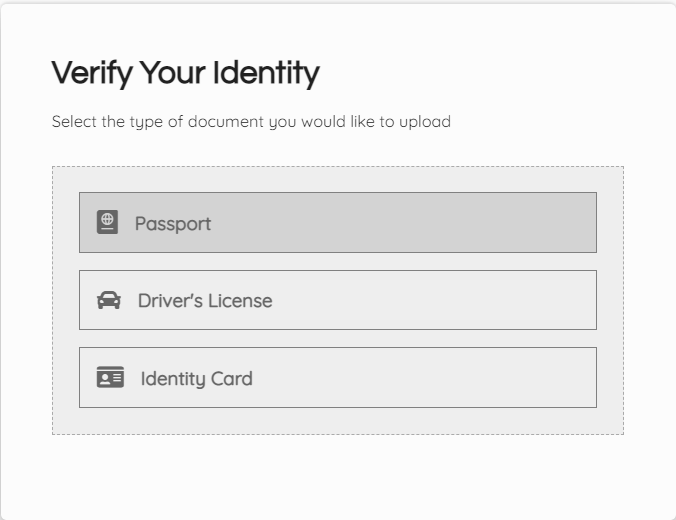 Verify Your Identity
Select the type of document you would like to upload
Passport
Driver's License
Identity Card